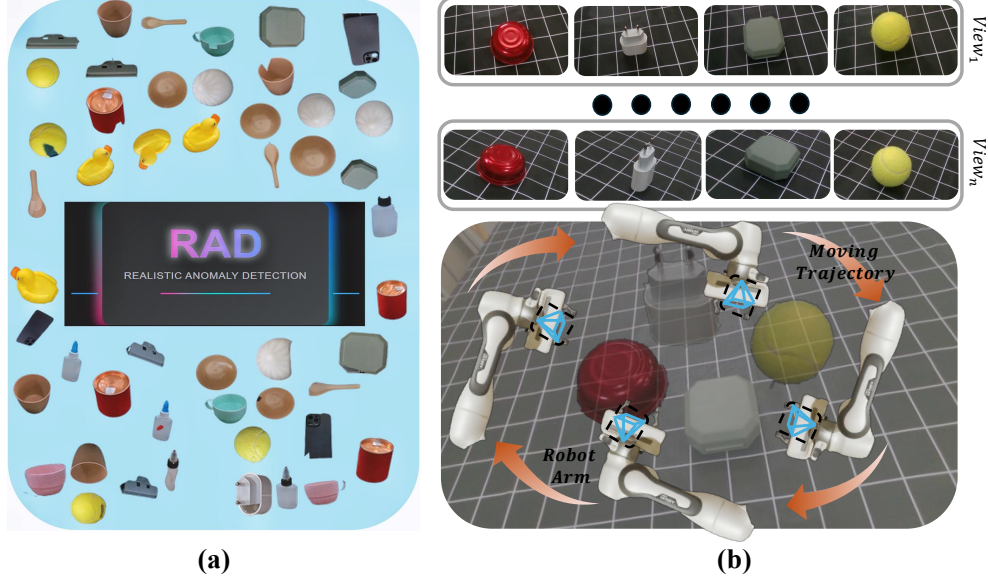 RAD
REALISTIC ANOMALY DETECTION
(a)
View₁
Viewₙ
Moving
Trajectory
Robot
Arm
(b)